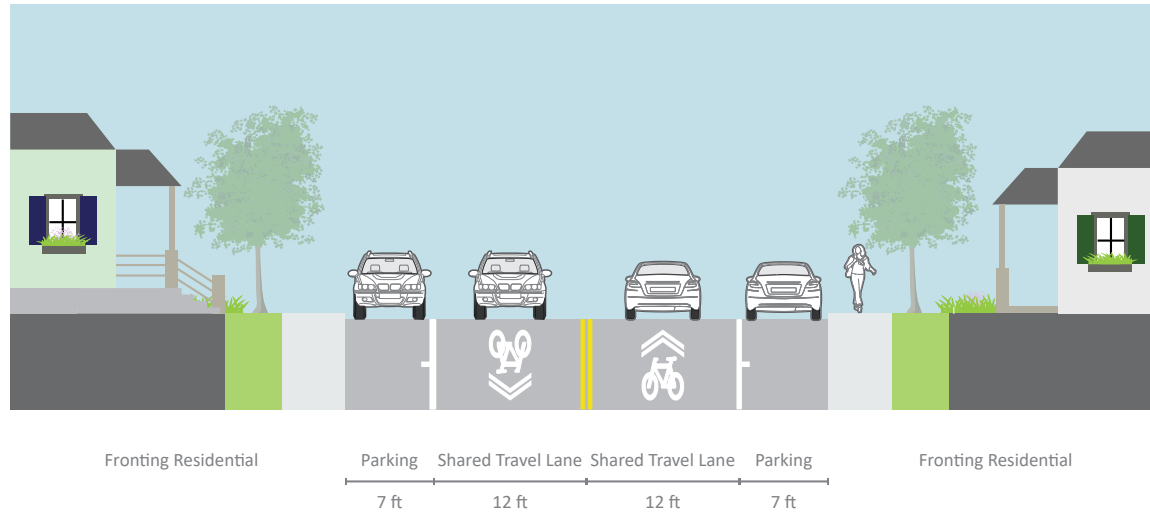 Fronting Residential
Parking
Shared Travel Lane
Shared Travel Lane
Parking
Fronting Residential
7 ft
12 ft
12 ft
7 ft